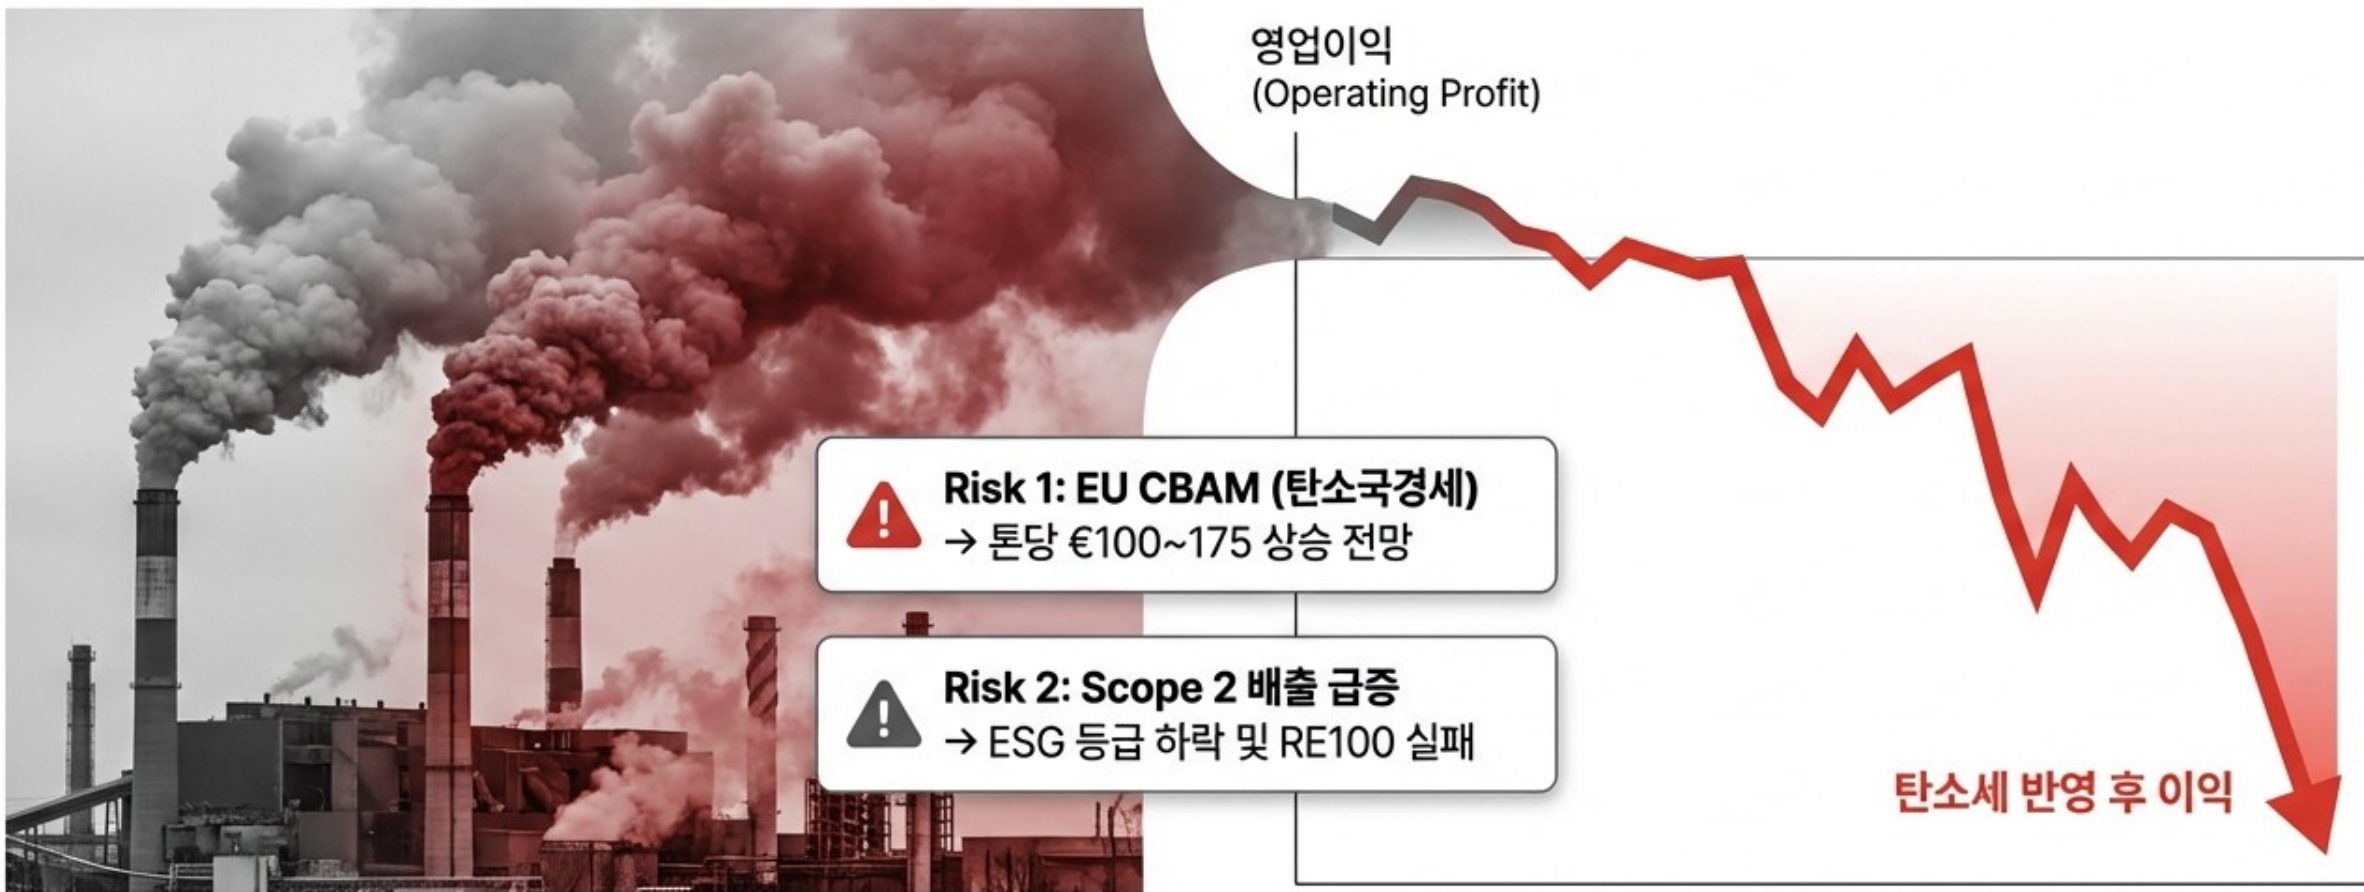 영업이익
(Operating Profit)
Risk 1: EU CBAM (탄소국경세)
→ 톤당 €100~175 상승 전망
Risk 2: Scope 2 배출 급증
→ ESG 등급 하락 및 RE100 실패
탄소세 반영 후 이익